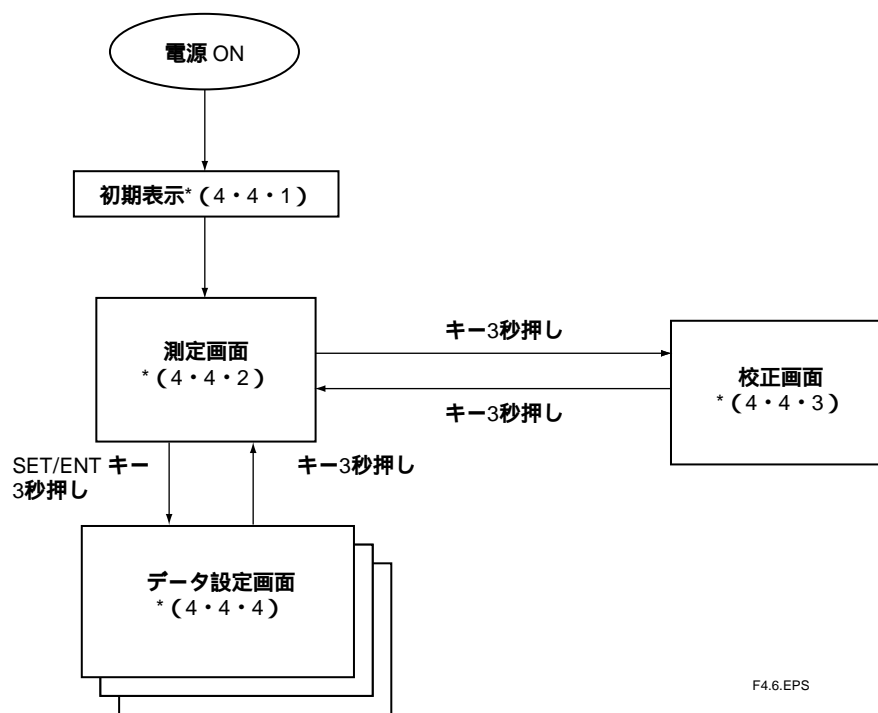 電源 ON
初期表示*（4・4・1）
測定画面
*（4・4・2）
キー3秒押し
キー3秒押し
校正画面
*（4・4・3）
SET/ENT キー
3秒押し
キー3秒押し
データ設定画面
*（4・4・4）
F4.6.EPS